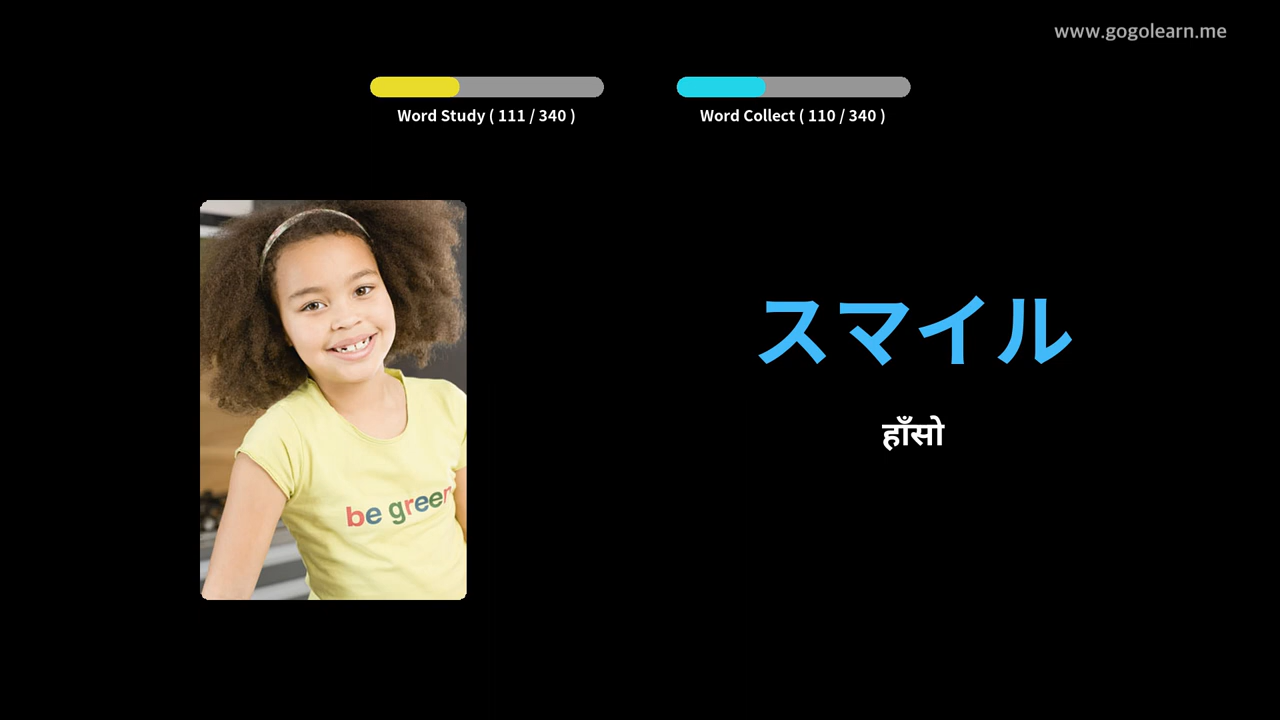 www.gogolearn.me
Word Study ( 111 / 340 )
Word Collect ( 110 / 340 )
スマイル
हाँसो
be green